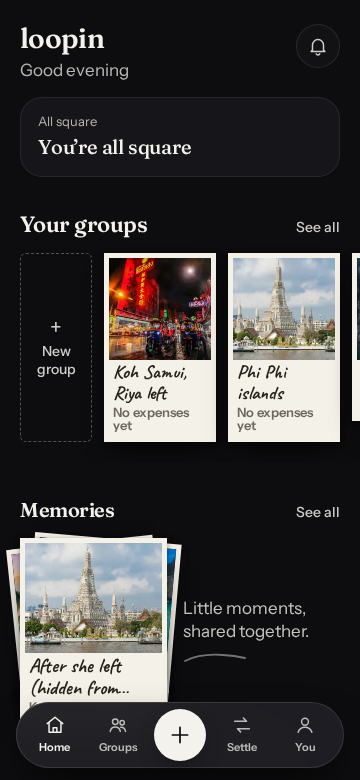 loopin
Good evening
All square
You're all square
Your groups
See all
+
New
group
Koh Samui,
Riya left
No expenses
yet
Phi Phi
islands
No expenses
yet
Memories
See all
After she left
(hidden from...
Little moments,
shared together.
Home
Groups
+
Settle
You